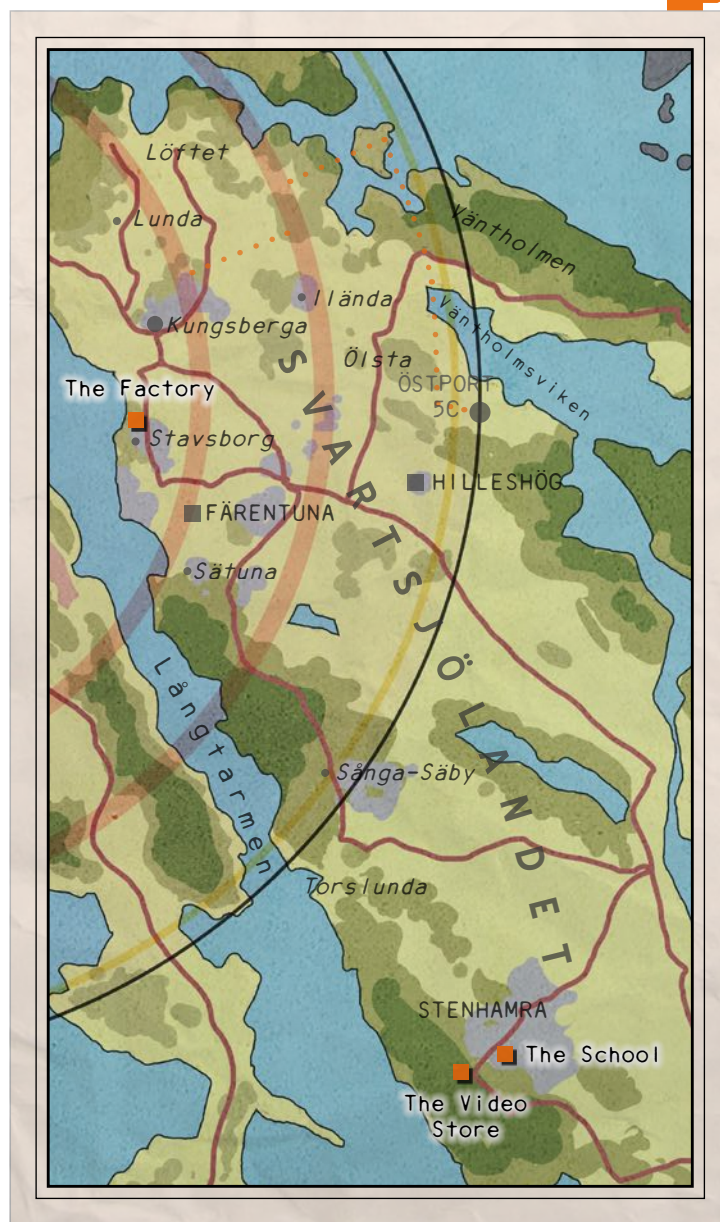 Löftet
Lunda
Väntholmen
Illända
Kungsberga
Väntholmsviken
Ölsta
The Factory
ÖSTPORT
5C
Stavsborg
HILLESHÖG
FÄRENTUNA
SVARTSJÖLANDET
Sätuna
Långtarmen
Sånga-Säby
Torslunda
STENHAMRA
The School
The Video
Store